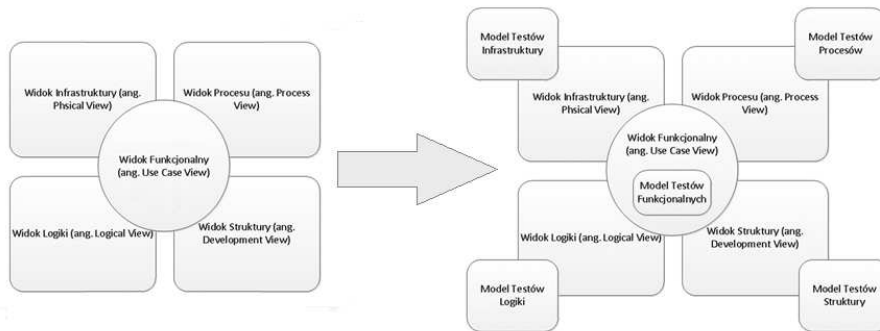 Widok Infrastruktury (ang.
Phsical View)
Widok Procesu (ang. Process
View)
Widok Funkcjonalny
(ang. Use Case View)
Widok Logiki (ang. Logical View)
Widok Struktury (ang.
Development View)
Model Testów
Infrastruktury
Model Testów
Procesów
Widok Infrastruktury (ang.
Phsical View)
Widok Procesu (ang. Process
View)
Widok Funkcjonalny
(ang. Use Case View)
Model Testów
Funkcjonalnych
Widok Logiki (ang. Logical View)
Widok Struktury (ang.
Development View)
Model Testów
Logiki
Model Testów
Struktury